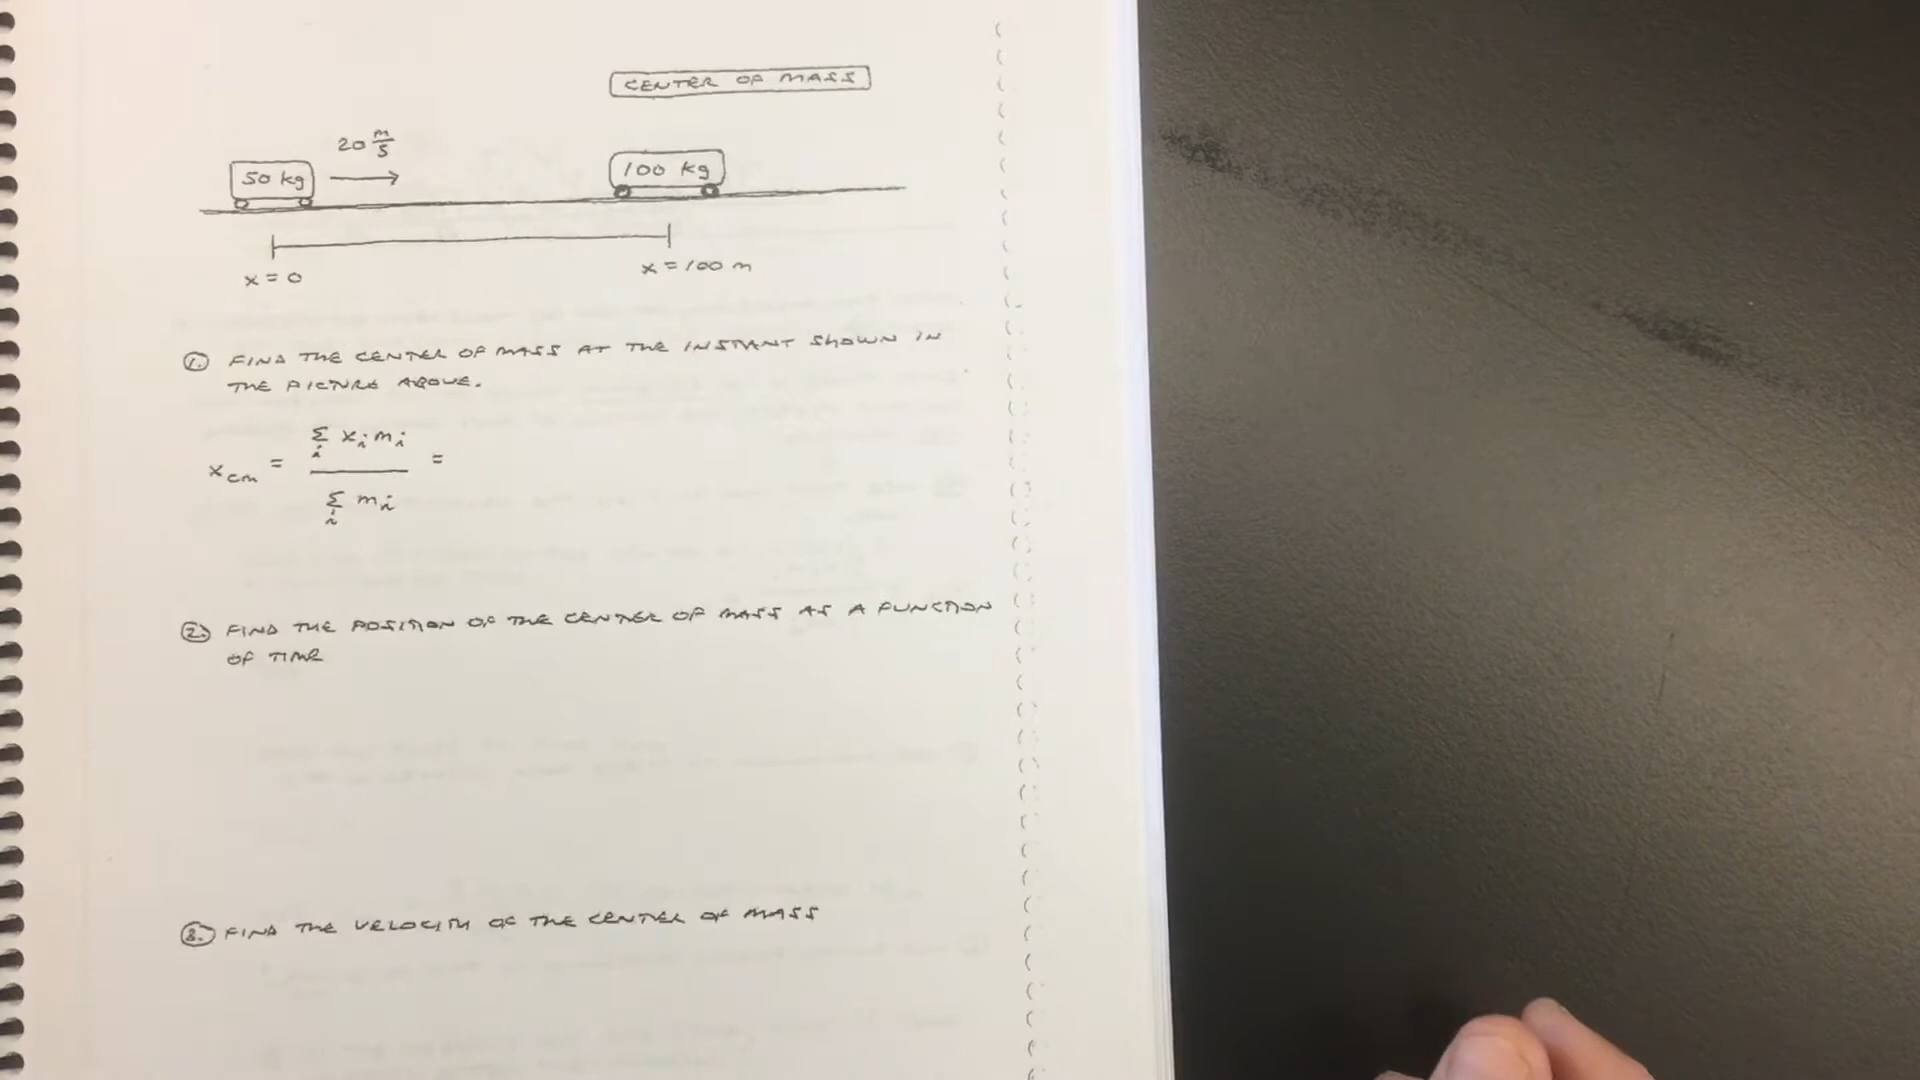 CENTER OF MASS
20 m/s
50 kg
100 kg
x = 0
x = 100 m
1. FIND THE CENTER OF MASS AT THE INSTANT SHOWN IN
THE PICTURE ABOVE.
x_cm = Σ_i x_i m_i / Σ_i m_i =
2. FIND THE POSITION OF THE CENTER OF MASS AS A FUNCTION
OF TIME
3. FIND THE VELOCITY OF THE CENTER OF MASS